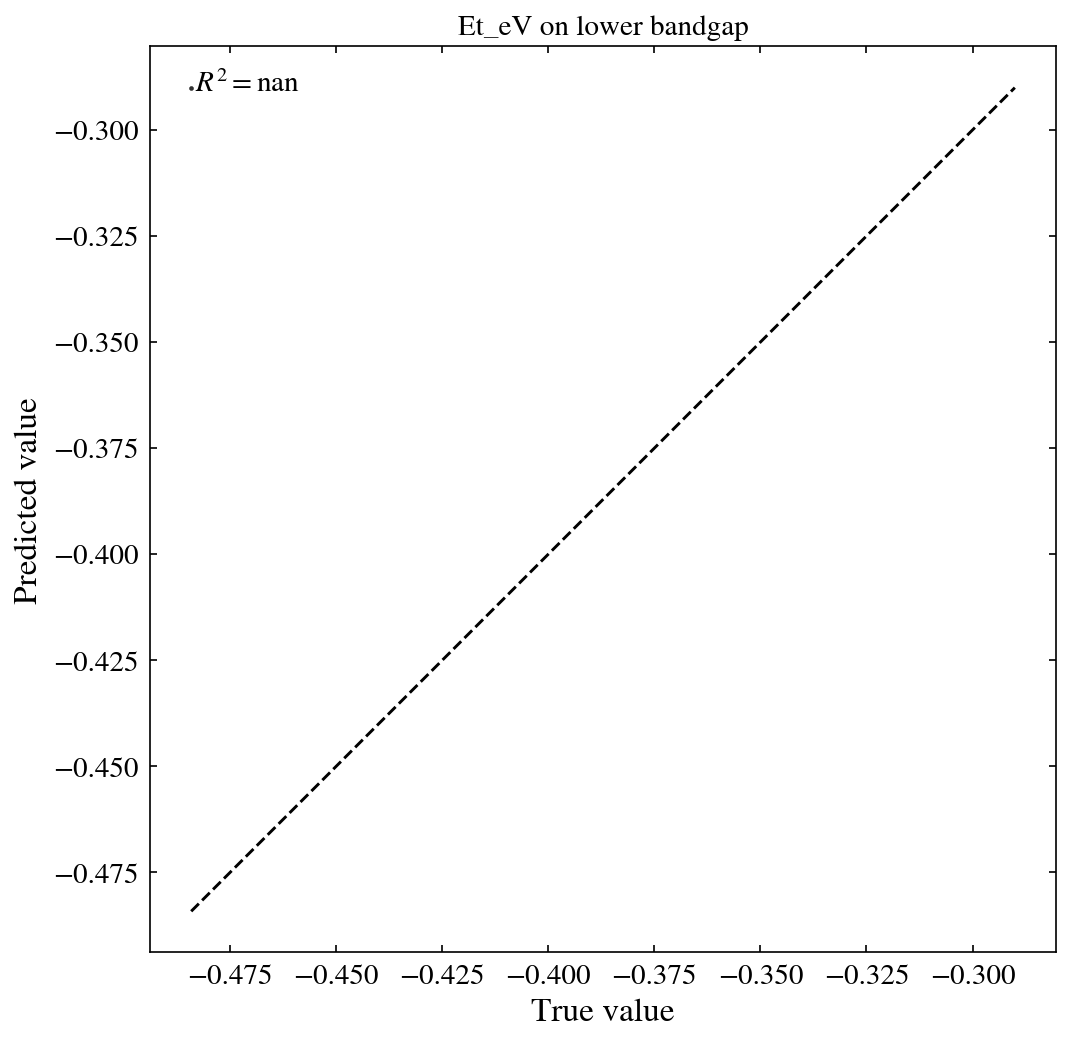 Et_eV on lower bandgap
R² = nan
−0.300
−0.325
−0.350
−0.375
−0.400
−0.425
−0.450
−0.475
Predicted value
−0.475 −0.450 −0.425 −0.400 −0.375 −0.350 −0.325 −0.300
True value